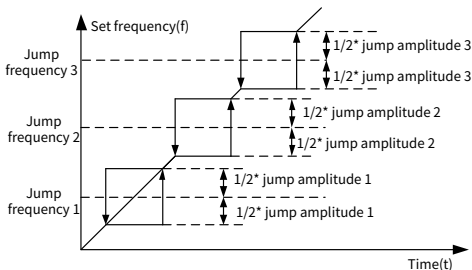 Set frequency(f)
Jump
frequency 3
1/2* jump amplitude 3
1/2* jump amplitude 3
Jump
frequency 2
1/2* jump amplitude 2
1/2* jump amplitude 2
Jump
frequency 1
1/2* jump amplitude 1
1/2* jump amplitude 1
Time(t)